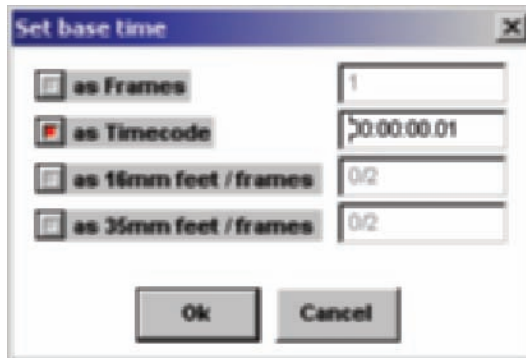 Set base time
as Frames 1
as Timecode 00:00:00.01
as 16mm feet / frames 0/2
as 35mm feet / frames 0/2
Ok Cancel